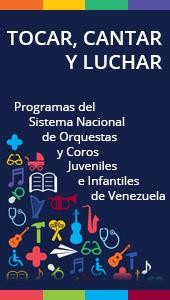 TOCAR, CANTAR
Y LUCHAR
Programas del
Sistema Nacional
de Orquestas
y Coros
Juveniles
e Infantiles
de Venezuela